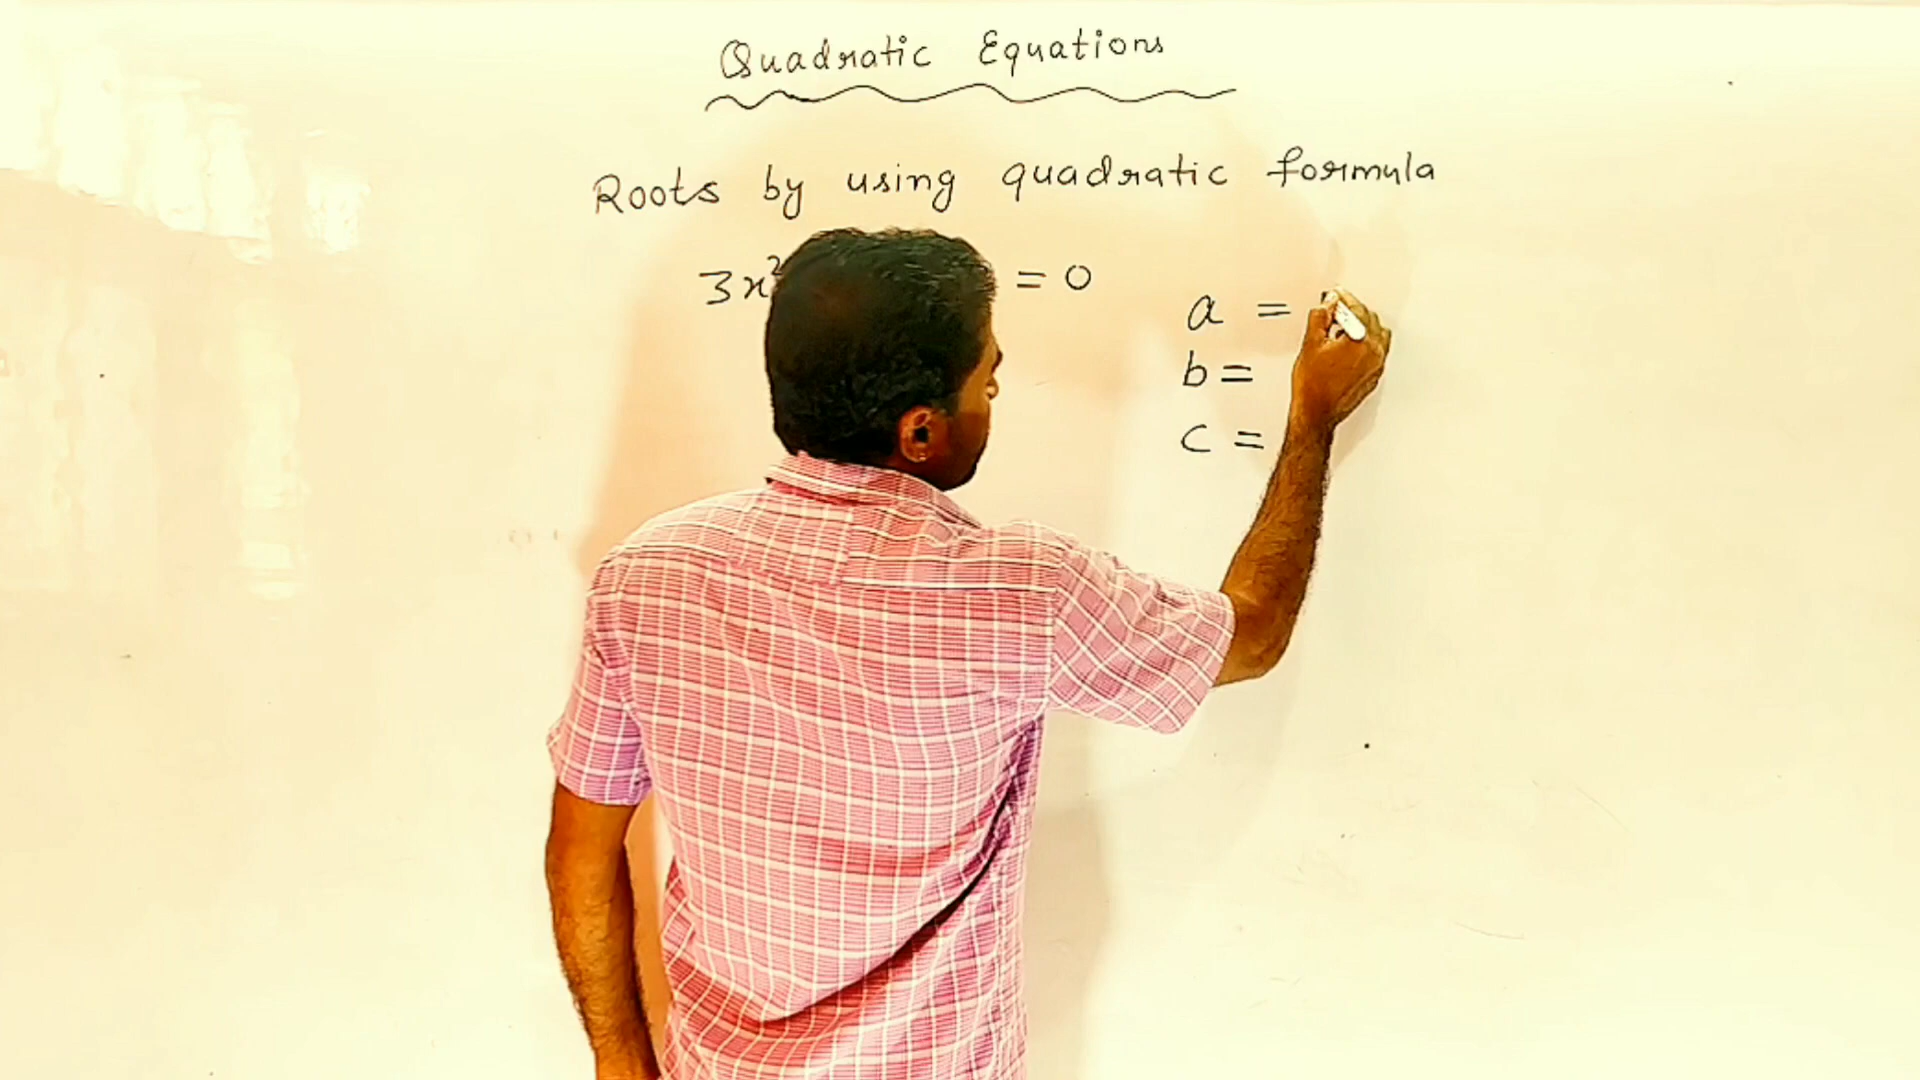 Quadratic Equations
Roots by using quadratic formula
3x² = 0
a =
b =
c =